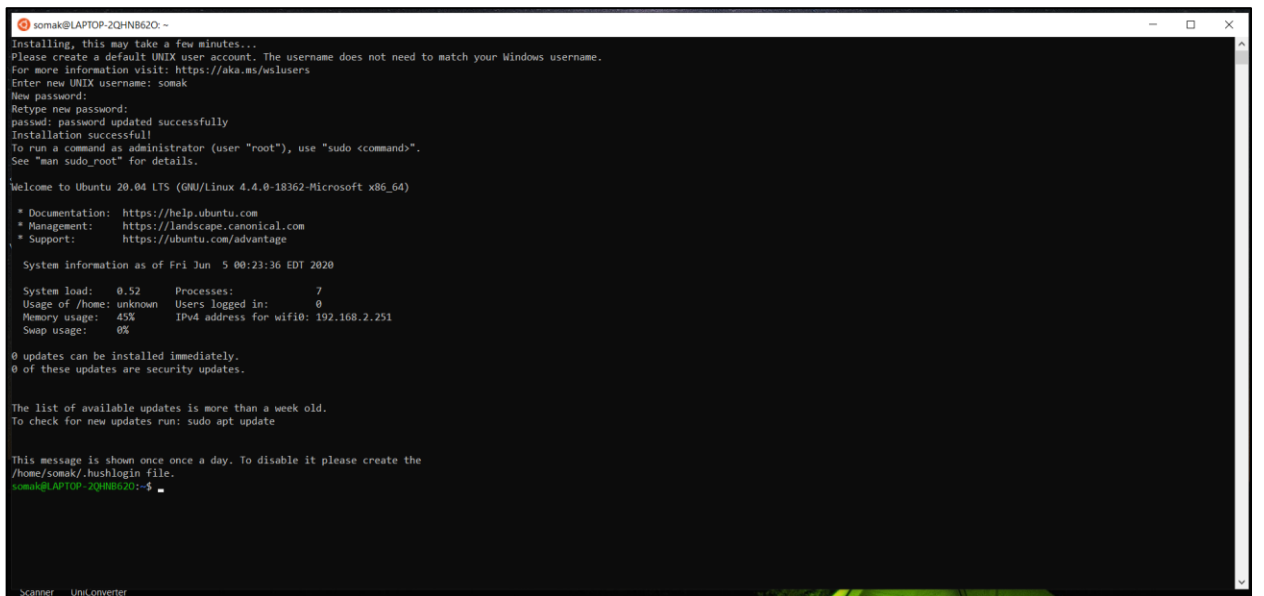 somak@LAPTOP-2QHNB62O: ~
Installing, this may take a few minutes...
Please create a default UNIX user account. The username does not need to match your Windows username.
For more information visit: https://aka.ms/wslusers
Enter new UNIX username: somak
New password:
Retype new password:
passwd: password updated successfully
Installation successful!
To run a command as administrator (user "root"), use "sudo <command>".
See "man sudo_root" for details.
Welcome to Ubuntu 20.04 LTS (GNU/Linux 4.4.0-18362-Microsoft x86_64)
* Documentation: https://help.ubuntu.com
* Management: https://landscape.canonical.com
* Support: https://ubuntu.com/advantage
System information as of Fri Jun 5 00:23:36 EDT 2020
System load: 0.52 Processes: 7
Usage of /home: unknown Users logged in: 0
Memory usage: 45% IPv4 address for wifi0: 192.168.2.251
Swap usage: 0%
0 updates can be installed immediately.
0 of these updates are security updates.
The list of available updates is more than a week old.
To check for new updates run: sudo apt update
This message is shown once once a day. To disable it please create the
/home/somak/.hushlogin file.
somak@LAPTOP-2QHNB62O:~$
Scanner UniConverter